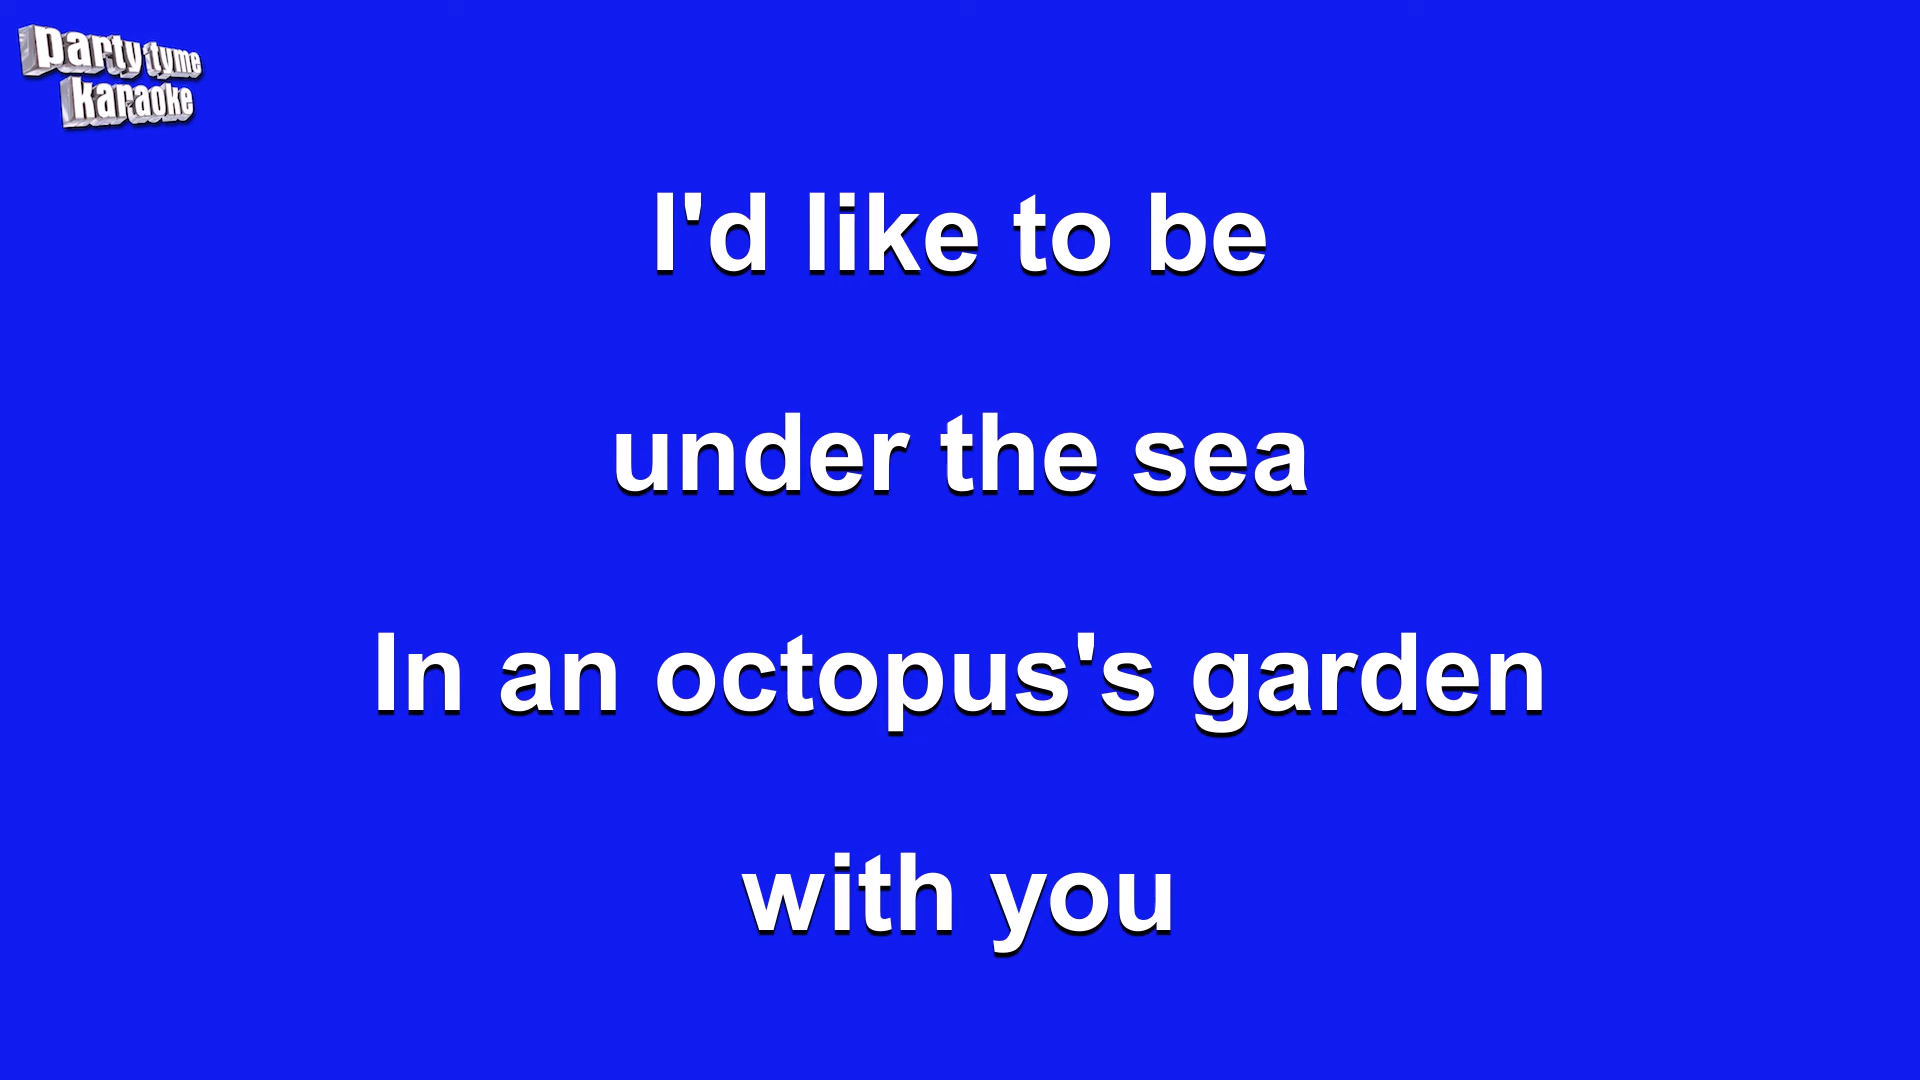 party tyme
karaoke
I'd like to be
under the sea
In an octopus's garden
with you